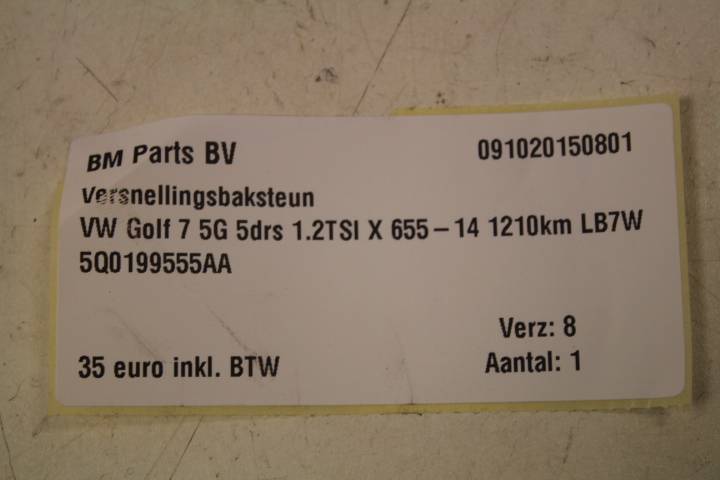 BM Parts BV
091020150801
Versnellingsbaksteun
VW Golf 7 5G 5drs 1.2TSI X 655-14 1210km LB7W
5Q0199555AA
Verz: 8
35 euro inkl. BTW
Aantal: 1